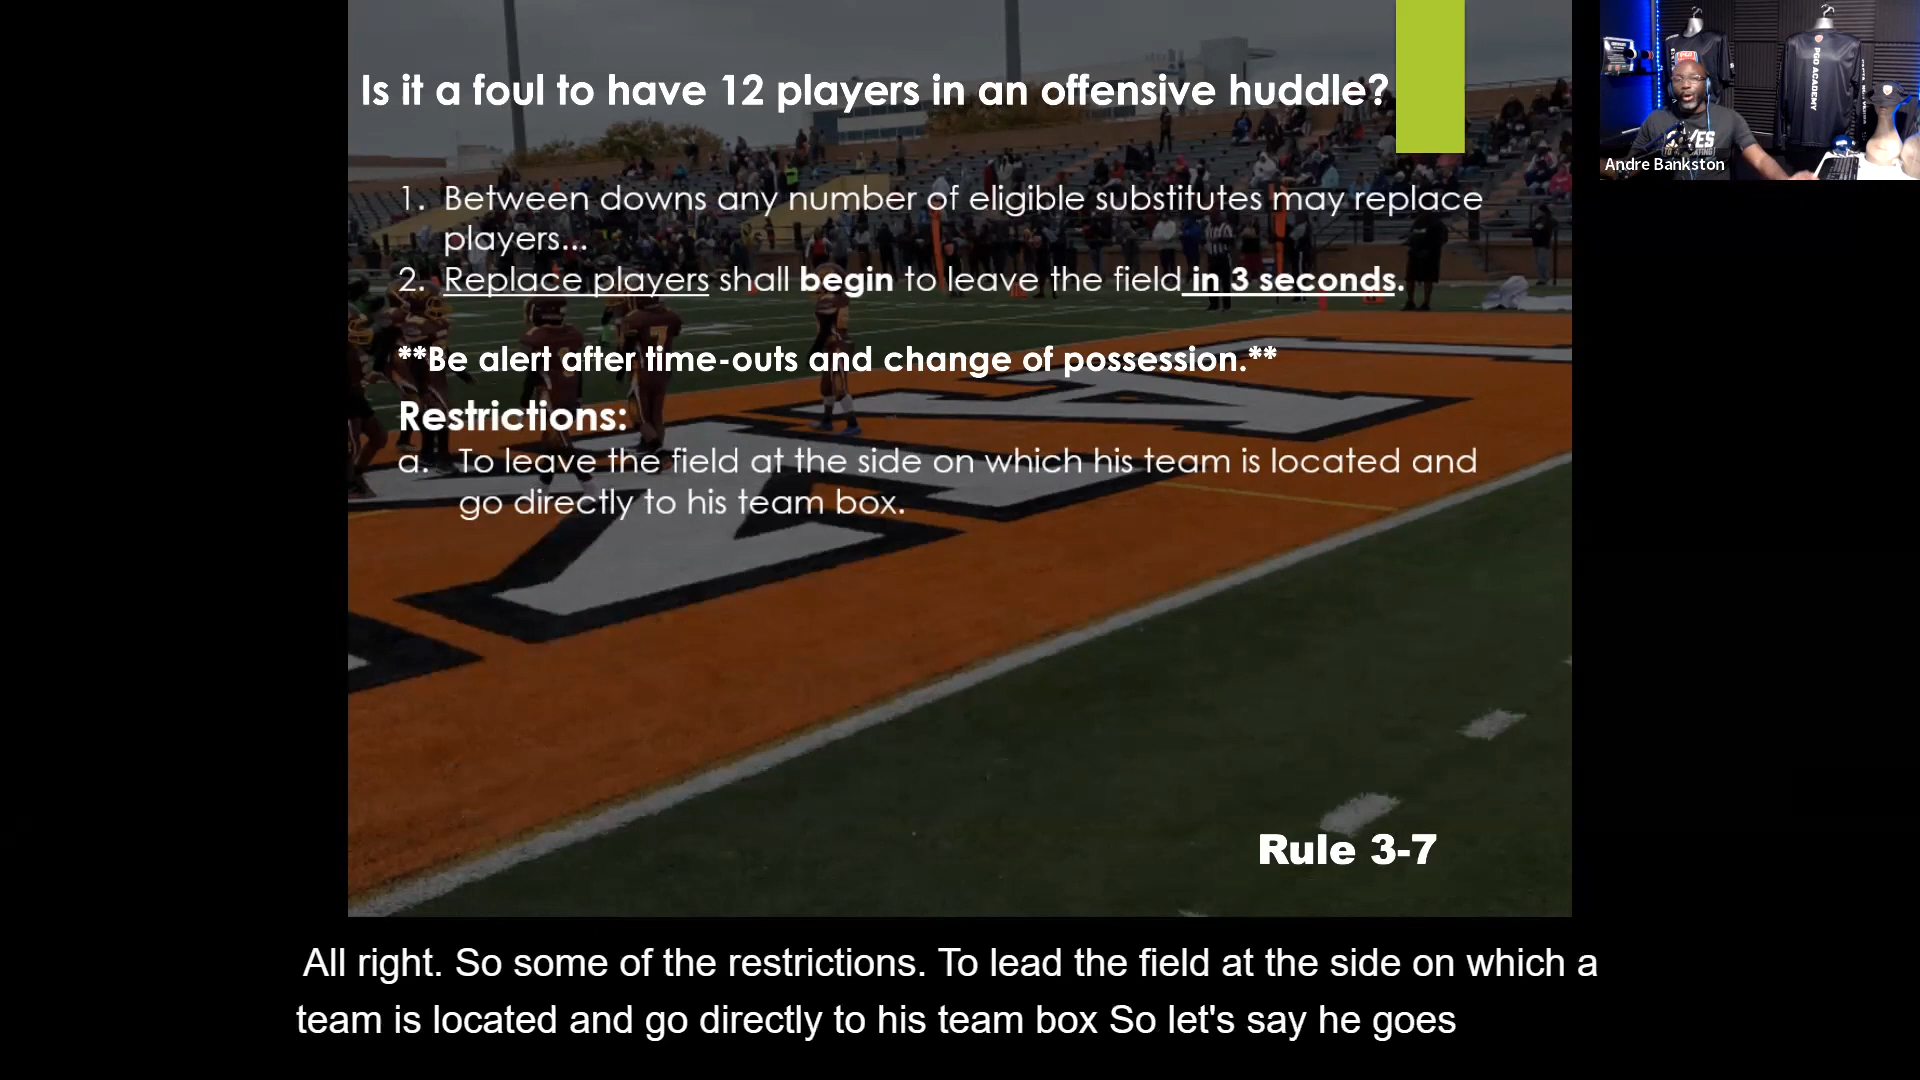 Is it a foul to have 12 players in an offensive huddle?
1. Between downs any number of eligible substitutes may replace
players...
2. Replace players shall begin to leave the field in 3 seconds.
**Be alert after time-outs and change of possession.**
Restrictions:
a. To leave the field at the side on which his team is located and
go directly to his team box.
Rule 3-7
PGO ACADEMY
Andre Bankston
All right. So some of the restrictions. To lead the field at the side on which a
team is located and go directly to his team box So let's say he goes